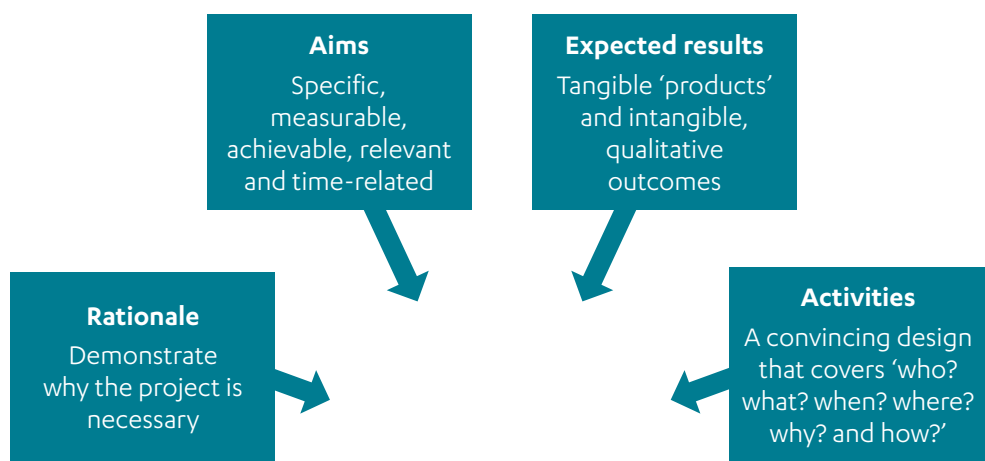 Aims
Specific,
measurable,
achievable, relevant
and time-related
Expected results
Tangible ‘products’
and intangible,
qualitative
outcomes
Rationale
Demonstrate
why the project is
necessary
Activities
A convincing design
that covers ‘who?
what? when? where?
why? and how?’